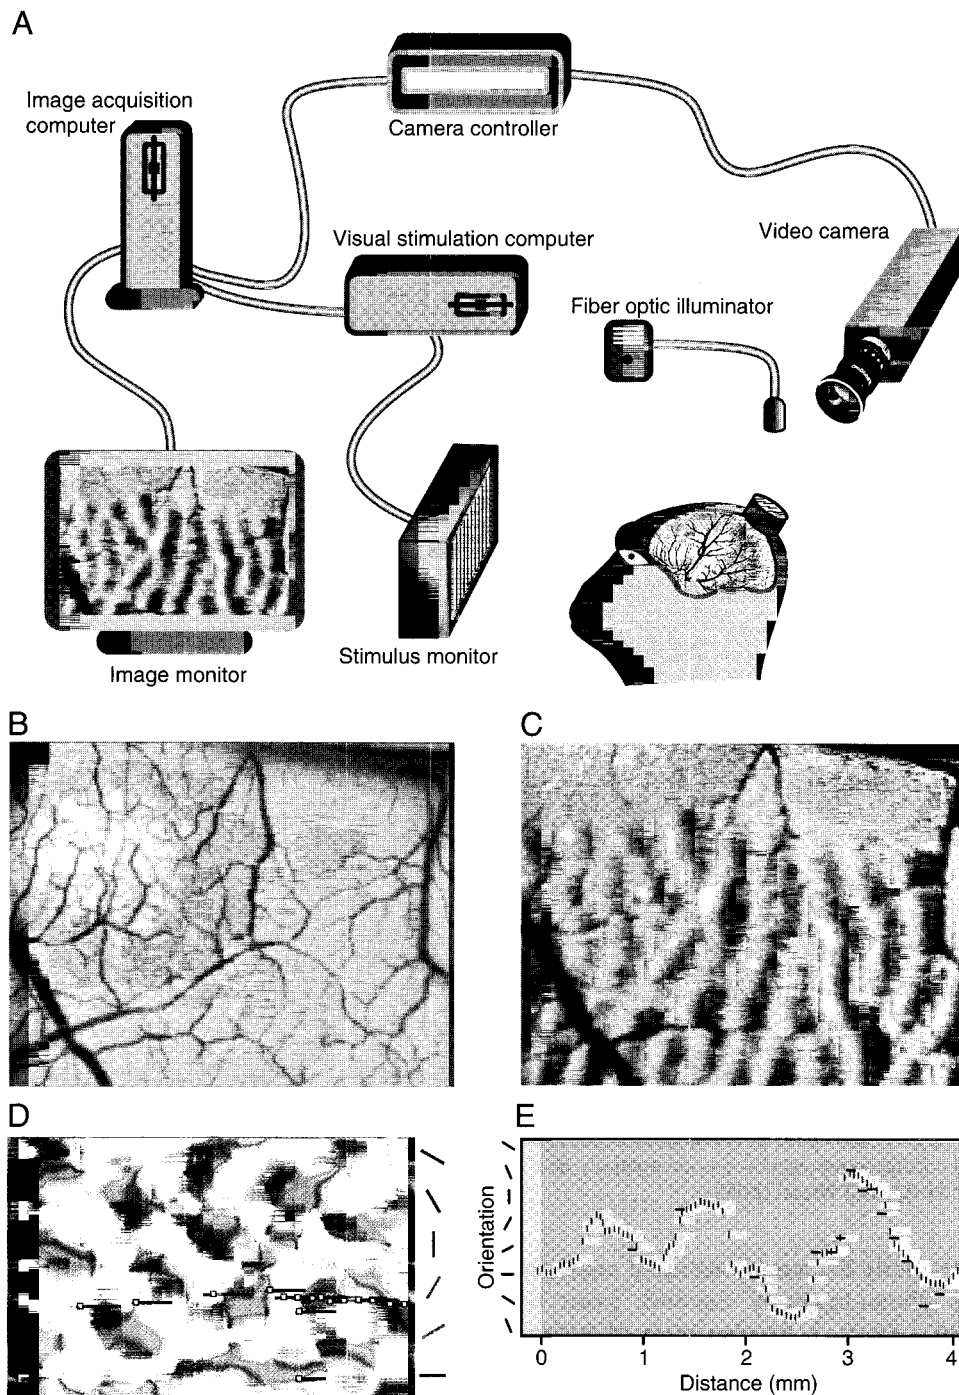 A
Image acquisition
computer
Camera controller
Visual stimulation computer
Video camera
Fiber optic illuminator
Image monitor
Stimulus monitor
B
C
D
E
Orientation
0 1 2 3 4
Distance (mm)